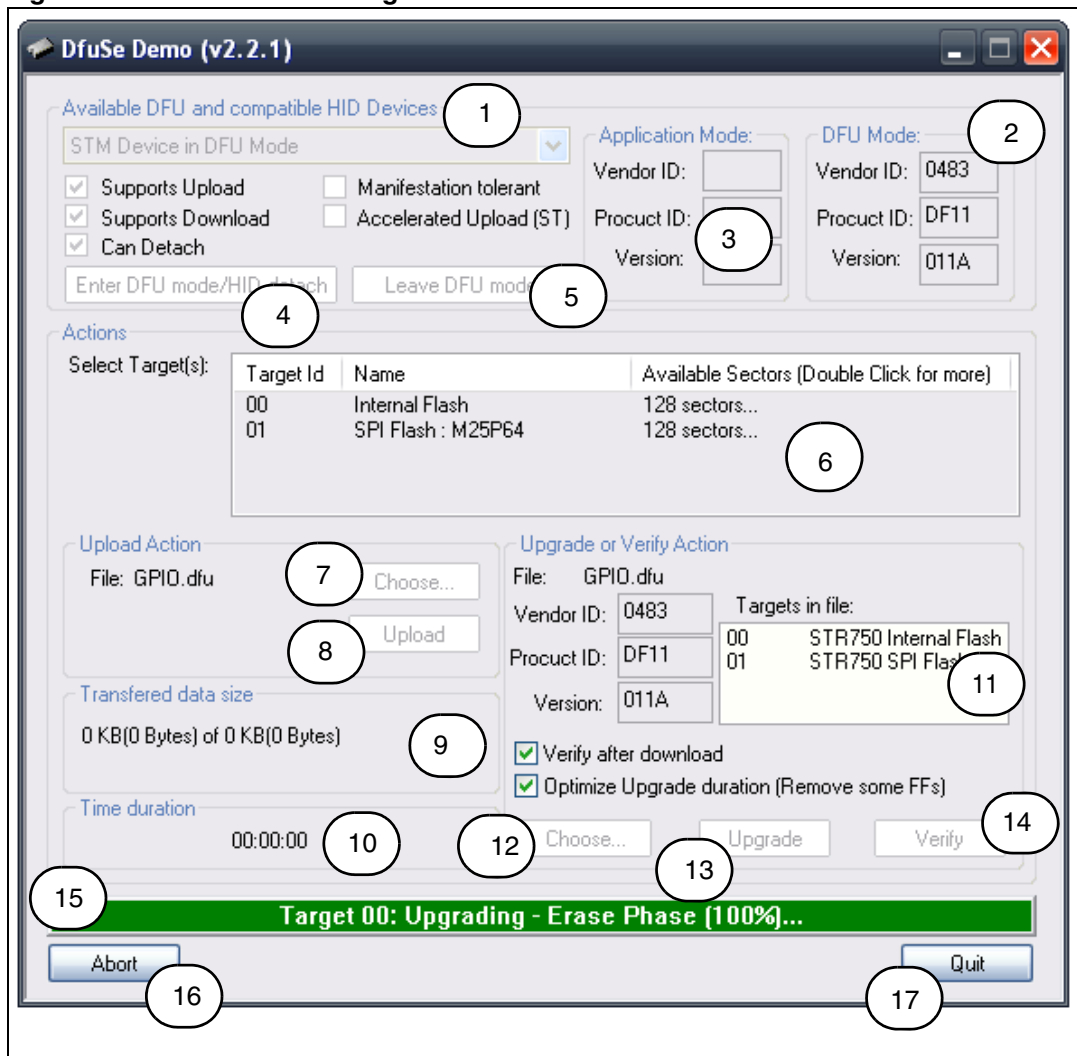 DfuSe Demo (v2.2.1)
Available DFU and compatible HID Devices
1
STM Device in DFU Mode
Supports Upload
Manifestation tolerant
Supports Download
Accelerated Upload (ST)
Can Detach
Enter DFU mode/HID detach
4
Leave DFU mode
5
Application Mode:
Vendor ID:
Procuct ID:
3
Version:
DFU Mode:
2
Vendor ID: 0483
Procuct ID: DF11
Version: 011A
Actions
Select Target(s):
Target Id Name Available Sectors (Double Click for more)
00 Internal Flash 128 sectors...
01 SPI Flash : M25P64 128 sectors...
6
Upload Action
File: GPIO.dfu
7
Choose...
8
Upload
Transfered data size
0 KB(0 Bytes) of 0 KB(0 Bytes)
9
Time duration
00:00:00
10
Upgrade or Verify Action
File: GPIO.dfu
Vendor ID: 0483
Procuct ID: DF11
Version: 011A
Targets in file:
00 STR750 Internal Flash
01 STR750 SPI Flash
11
Verify after download
Optimize Upgrade duration (Remove some FFs)
12
Choose...
13
Upgrade
14
Verify
15
Target 00: Upgrading - Erase Phase (100%)...
Abort
16
Quit
17